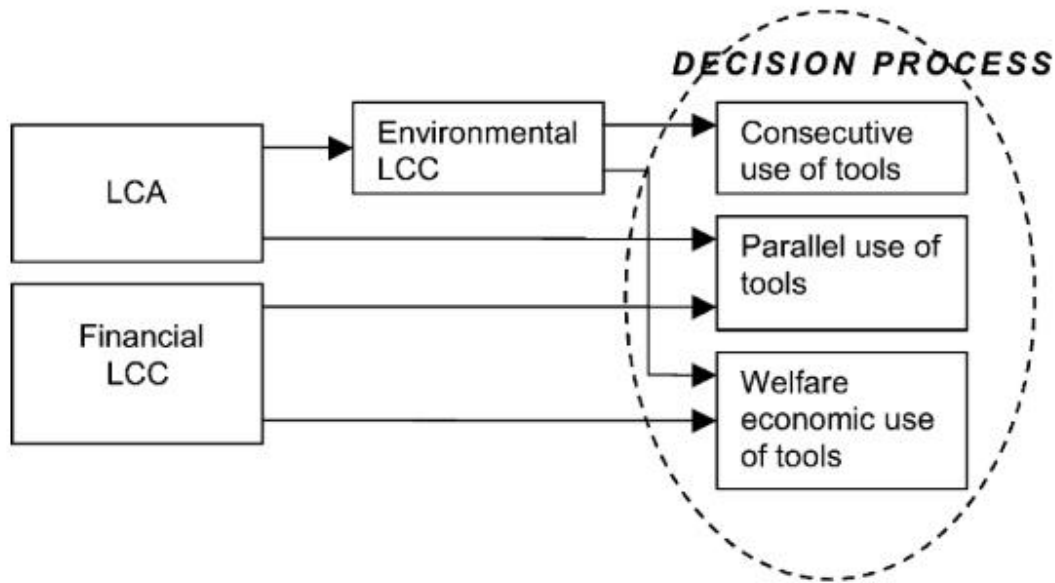 DECISION PROCESS
LCA
Environmental
LCC
Consecutive
use of tools
Parallel use of
tools
Financial
LCC
Welfare
economic use
of tools